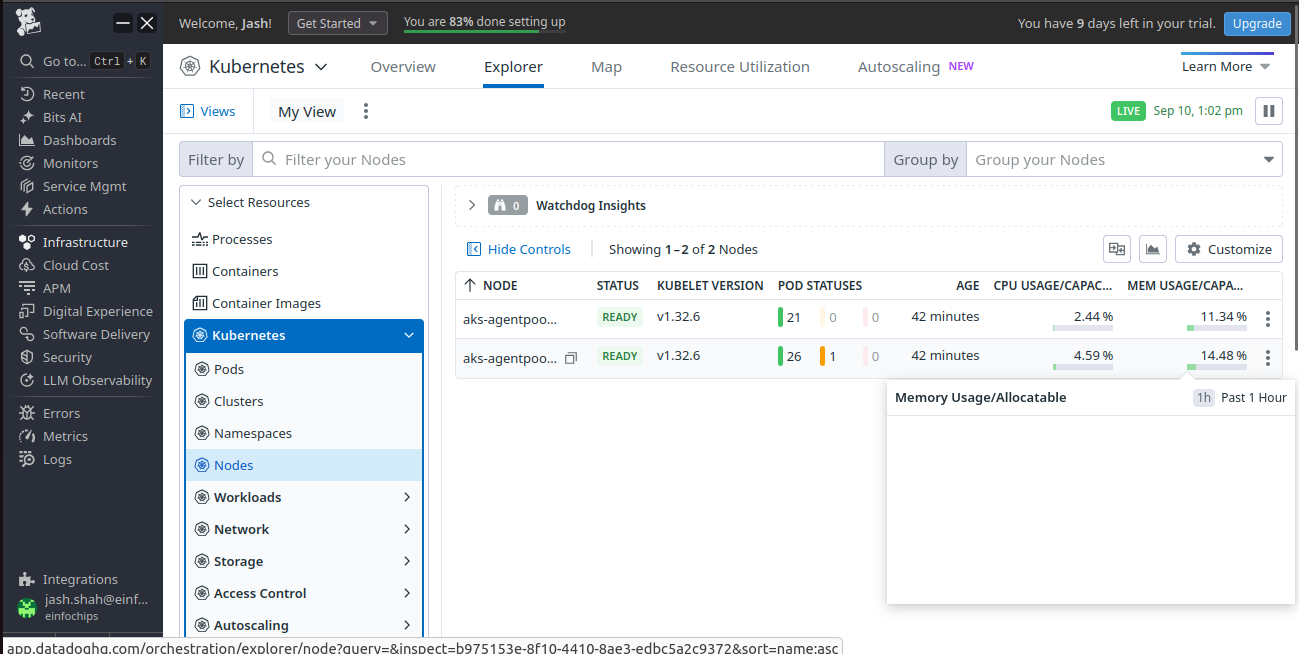 Welcome, Jash!
Get Started
You are 83% done setting up
You have 9 days left in your trial.
Upgrade
Go to... Ctrl + K
Recent
Bits AI
Dashboards
Monitors
Service Mgmt
Actions
Infrastructure
Cloud Cost
APM
Digital Experience
Software Delivery
Security
LLM Observability
Errors
Metrics
Logs
Integrations
jash.shah@einf...
einfochips
Kubernetes
Overview
Explorer
Map
Resource Utilization
Autoscaling NEW
Learn More
Views
My View
LIVE Sep 10, 1:02 pm
Filter by Filter your Nodes
Group by Group your Nodes
Select Resources
Processes
Containers
Container Images
Kubernetes
Pods
Clusters
Namespaces
Nodes
Workloads
Network
Storage
Access Control
Autoscaling
0 Watchdog Insights
Hide Controls
Showing 1–2 of 2 Nodes
Customize
NODE STATUS KUBELET VERSION POD STATUSES AGE CPU USAGE/CAPAC... MEM USAGE/CAPA...
aks-agentpoo... READY v1.32.6 21 0 0 42 minutes 2.44 % 11.34 %
aks-agentpoo... READY v1.32.6 26 1 0 42 minutes 4.59 % 14.48 %
Memory Usage/Allocatable 1h Past 1 Hour
app.datadoghq.com/orchestration/explorer/node?query=&inspect=b975153e-8f10-4410-8ae3-edbc5a2c9372&sort=name:asc